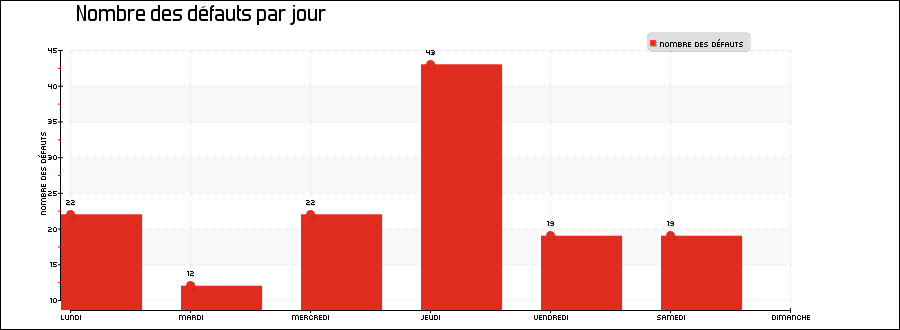 Nombre des défauts par jour
NOMBRE DES DÉFAUTS
NOMBRE DES DÉFAUTS
45
40
35
30
25
20
15
10
22
12
22
43
19
19
LUNDI
MARDI
MERCREDI
JEUDI
VENDREDI
SAMEDI
DIMANCHE